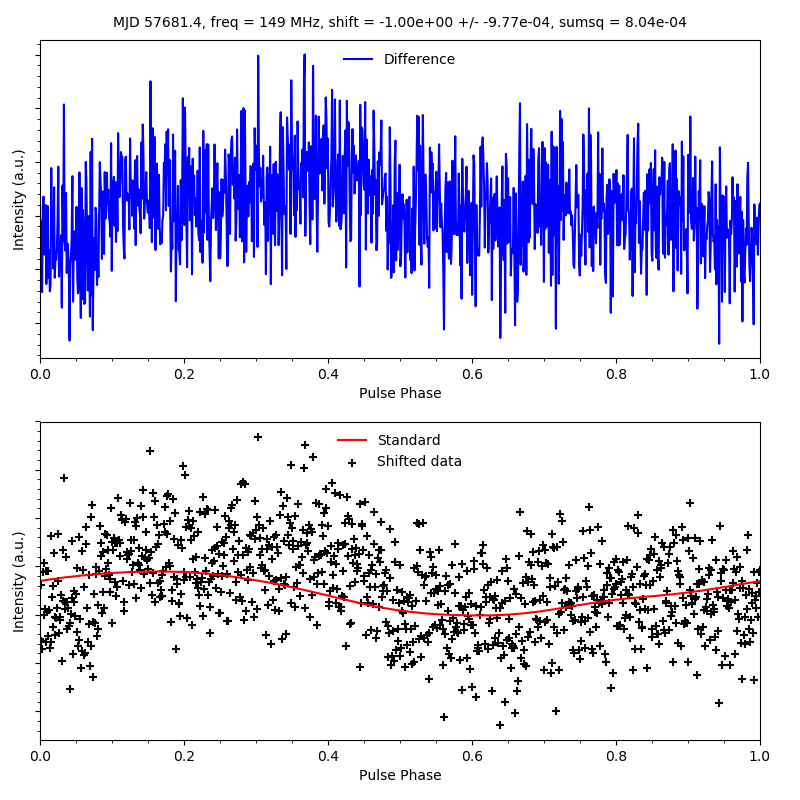 MJD 57681.4, freq = 149 MHz, shift = -1.00e+00 +/- -9.77e-04, sumsq = 8.04e-04
Difference
Intensity (a.u.)
0.0 0.2 0.4 0.6 0.8 1.0
Pulse Phase
Standard
Shifted data
Intensity (a.u.)
0.0 0.2 0.4 0.6 0.8 1.0
Pulse Phase